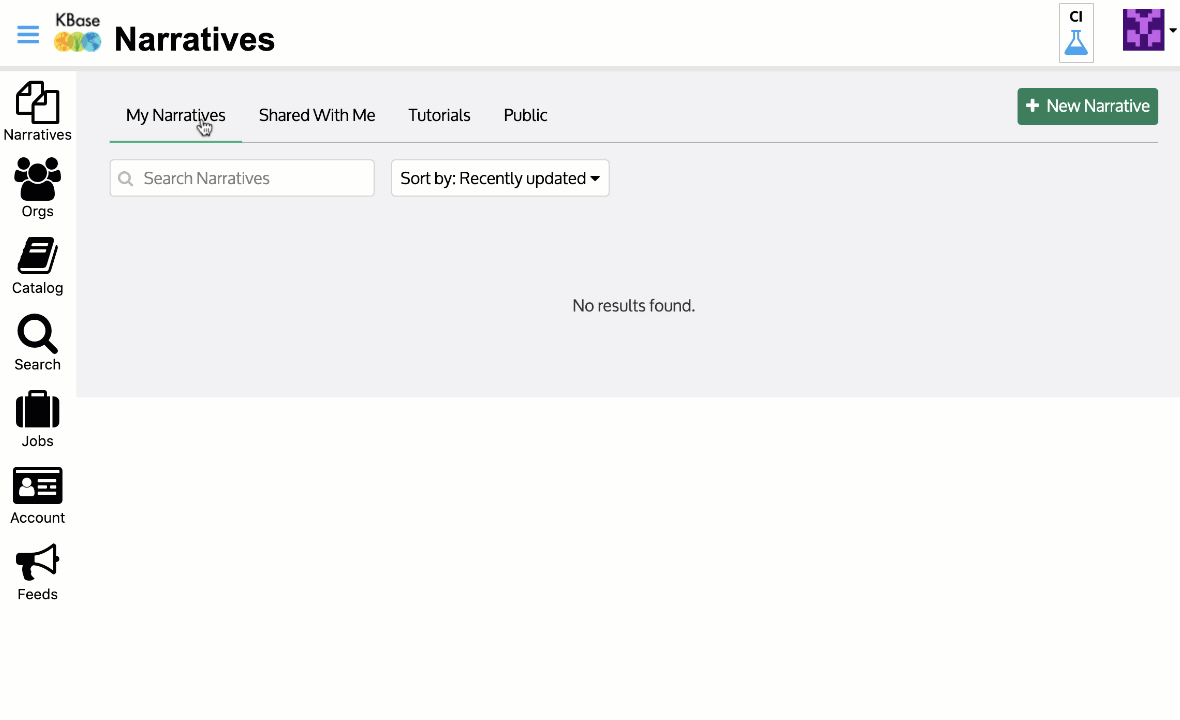 KBase
Narratives
CI
Narratives
Orgs
Catalog
Search
Jobs
Account
Feeds
My Narratives Shared With Me Tutorials Public
+ New Narrative
Search Narratives Sort by: Recently updated
No results found.